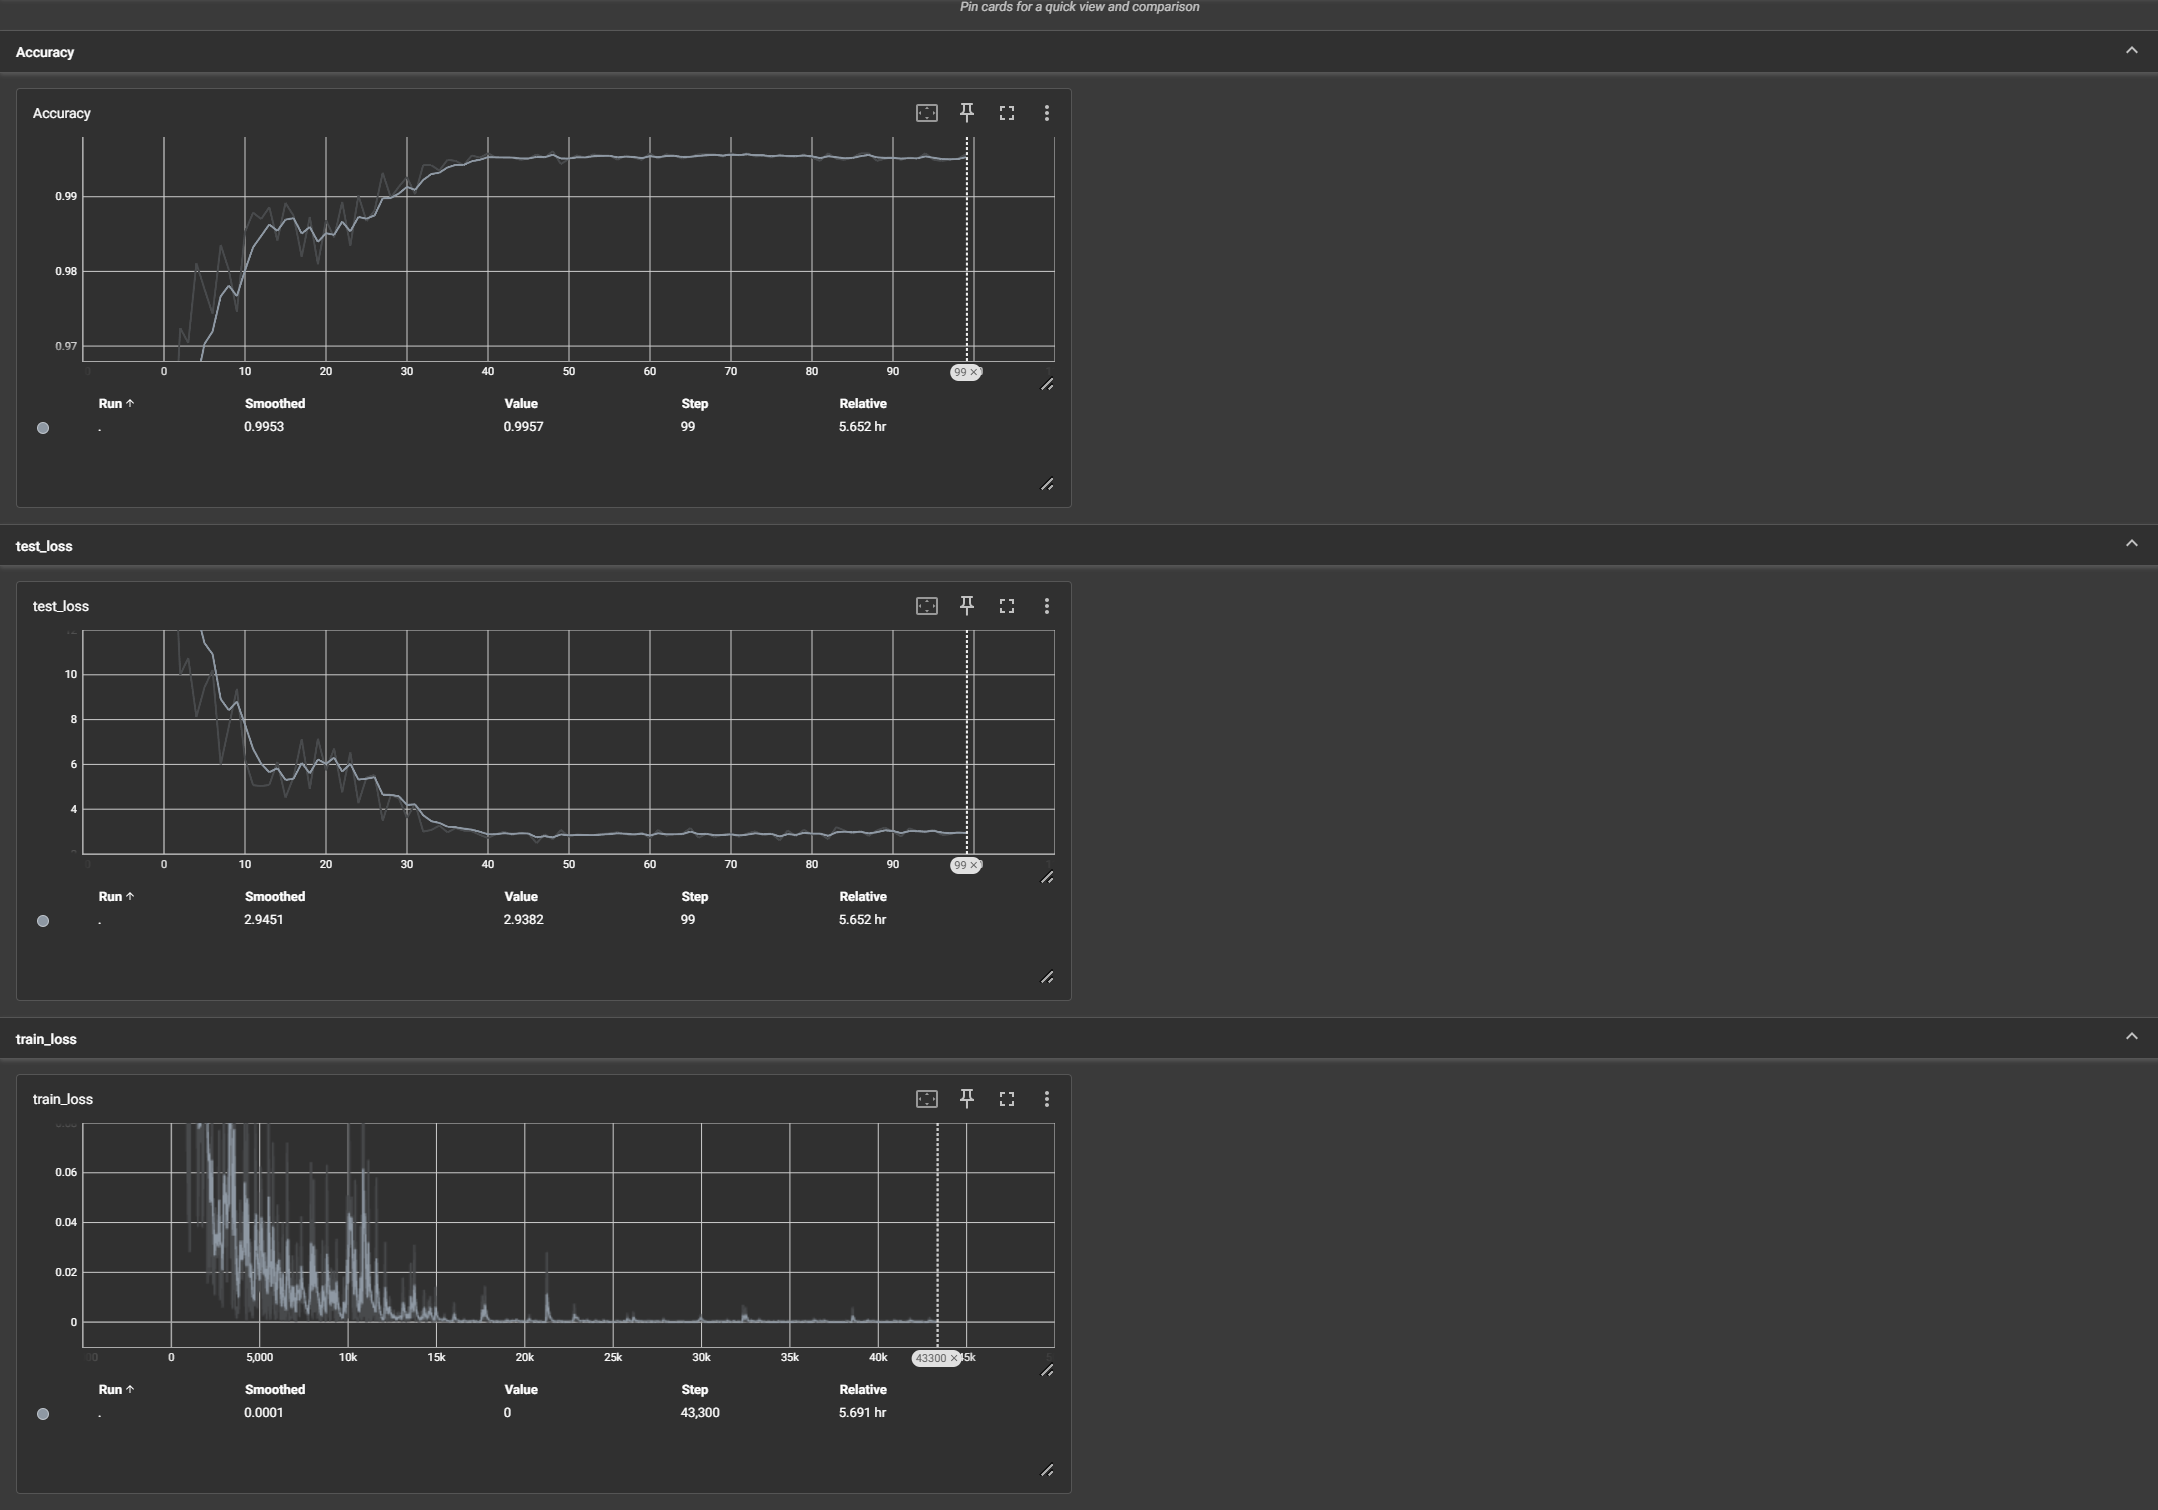 Pin cards for a quick view and comparison
Accuracy
Accuracy
0.99
0.98
0.97
0 10 20 30 40 50 60 70 80 90 99 ×
Run ↑ Smoothed Value Step Relative
. 0.9953 0.9957 99 5.652 hr
test_loss
test_loss
10
8
6
4
0 10 20 30 40 50 60 70 80 90 99 ×
Run ↑ Smoothed Value Step Relative
. 2.9451 2.9382 99 5.652 hr
train_loss
train_loss
0.06
0.04
0.02
0
0 5,000 10k 15k 20k 25k 30k 35k 40k 43300 × 45k
Run ↑ Smoothed Value Step Relative
. 0.0001 0 43,300 5.691 hr